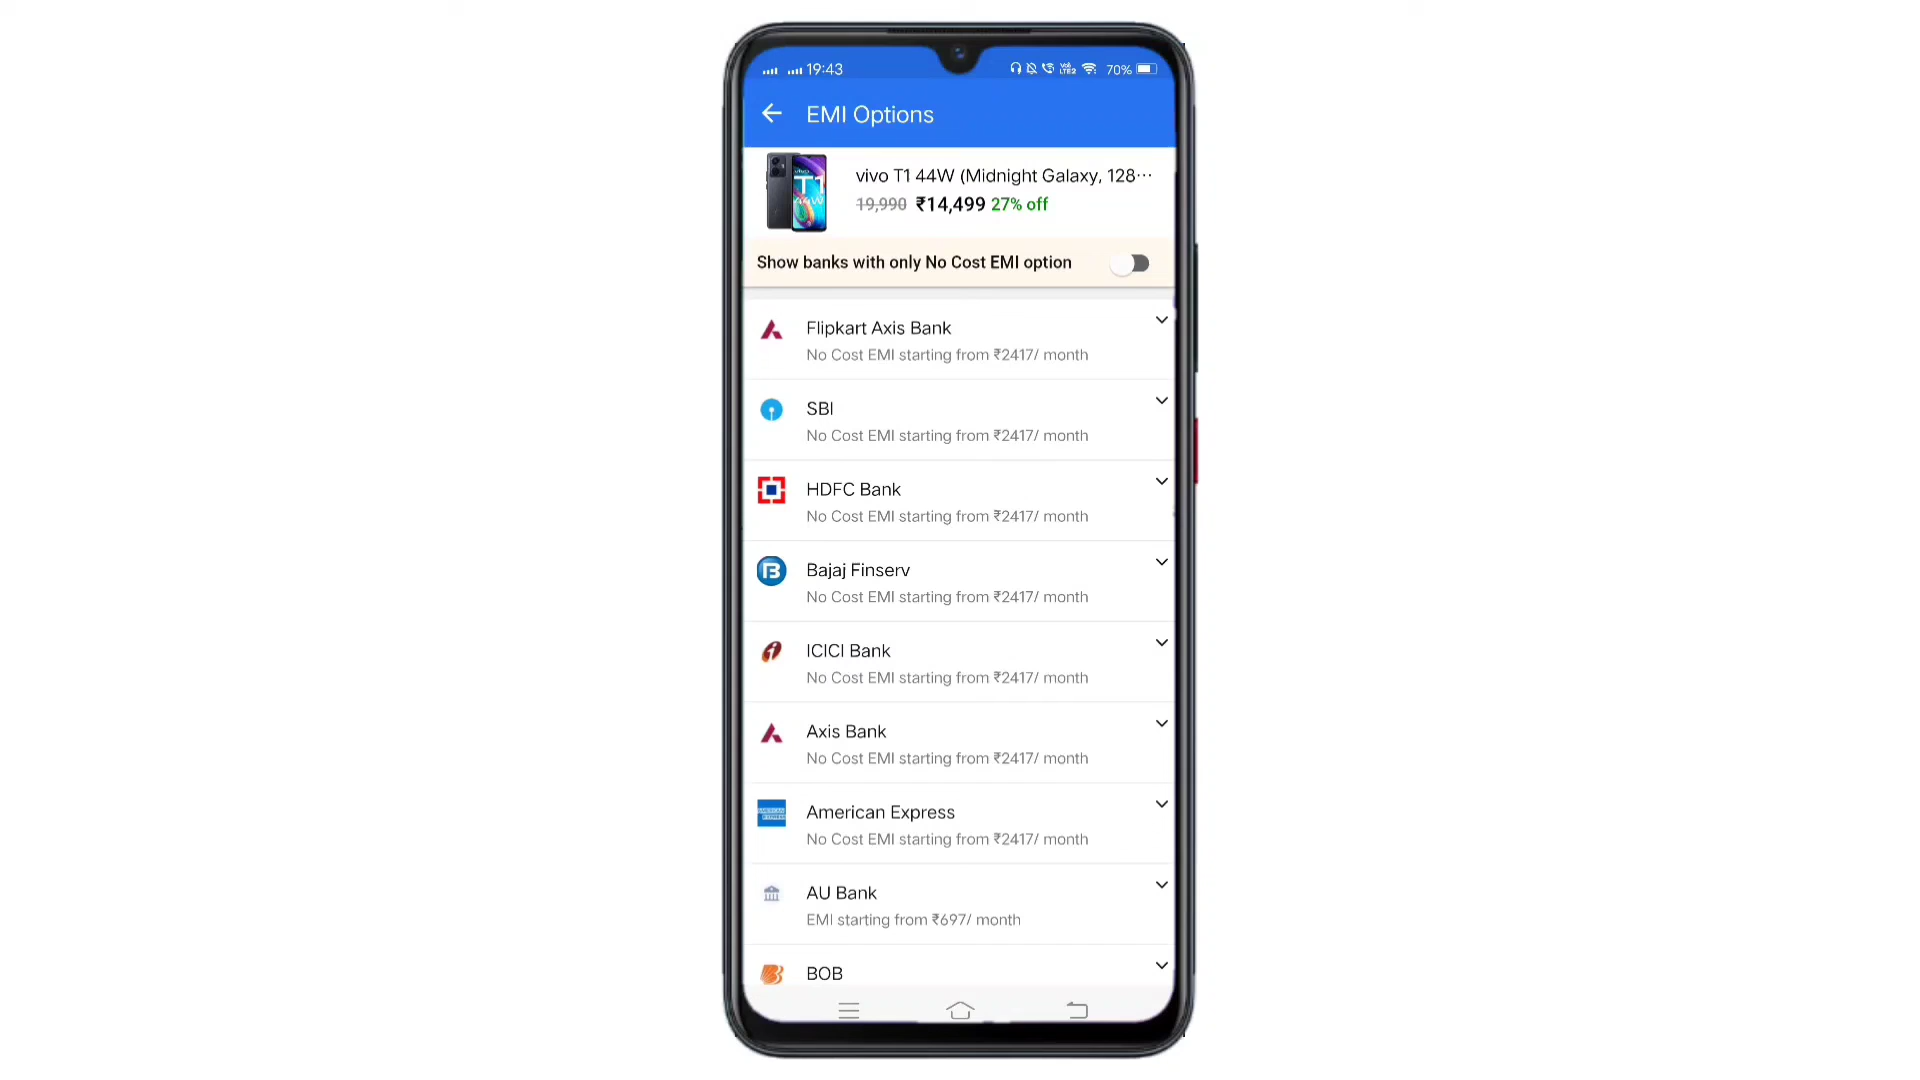 19:43 70%
EMI Options
vivo T1 44W (Midnight Galaxy, 128...
19,990 ₹14,499 27% off
Show banks with only No Cost EMI option
Flipkart Axis Bank
No Cost EMI starting from ₹2417/ month
SBI
No Cost EMI starting from ₹2417/ month
HDFC Bank
No Cost EMI starting from ₹2417/ month
Bajaj Finserv
No Cost EMI starting from ₹2417/ month
ICICI Bank
No Cost EMI starting from ₹2417/ month
Axis Bank
No Cost EMI starting from ₹2417/ month
American Express
No Cost EMI starting from ₹2417/ month
AU Bank
EMI starting from ₹697/ month
BOB